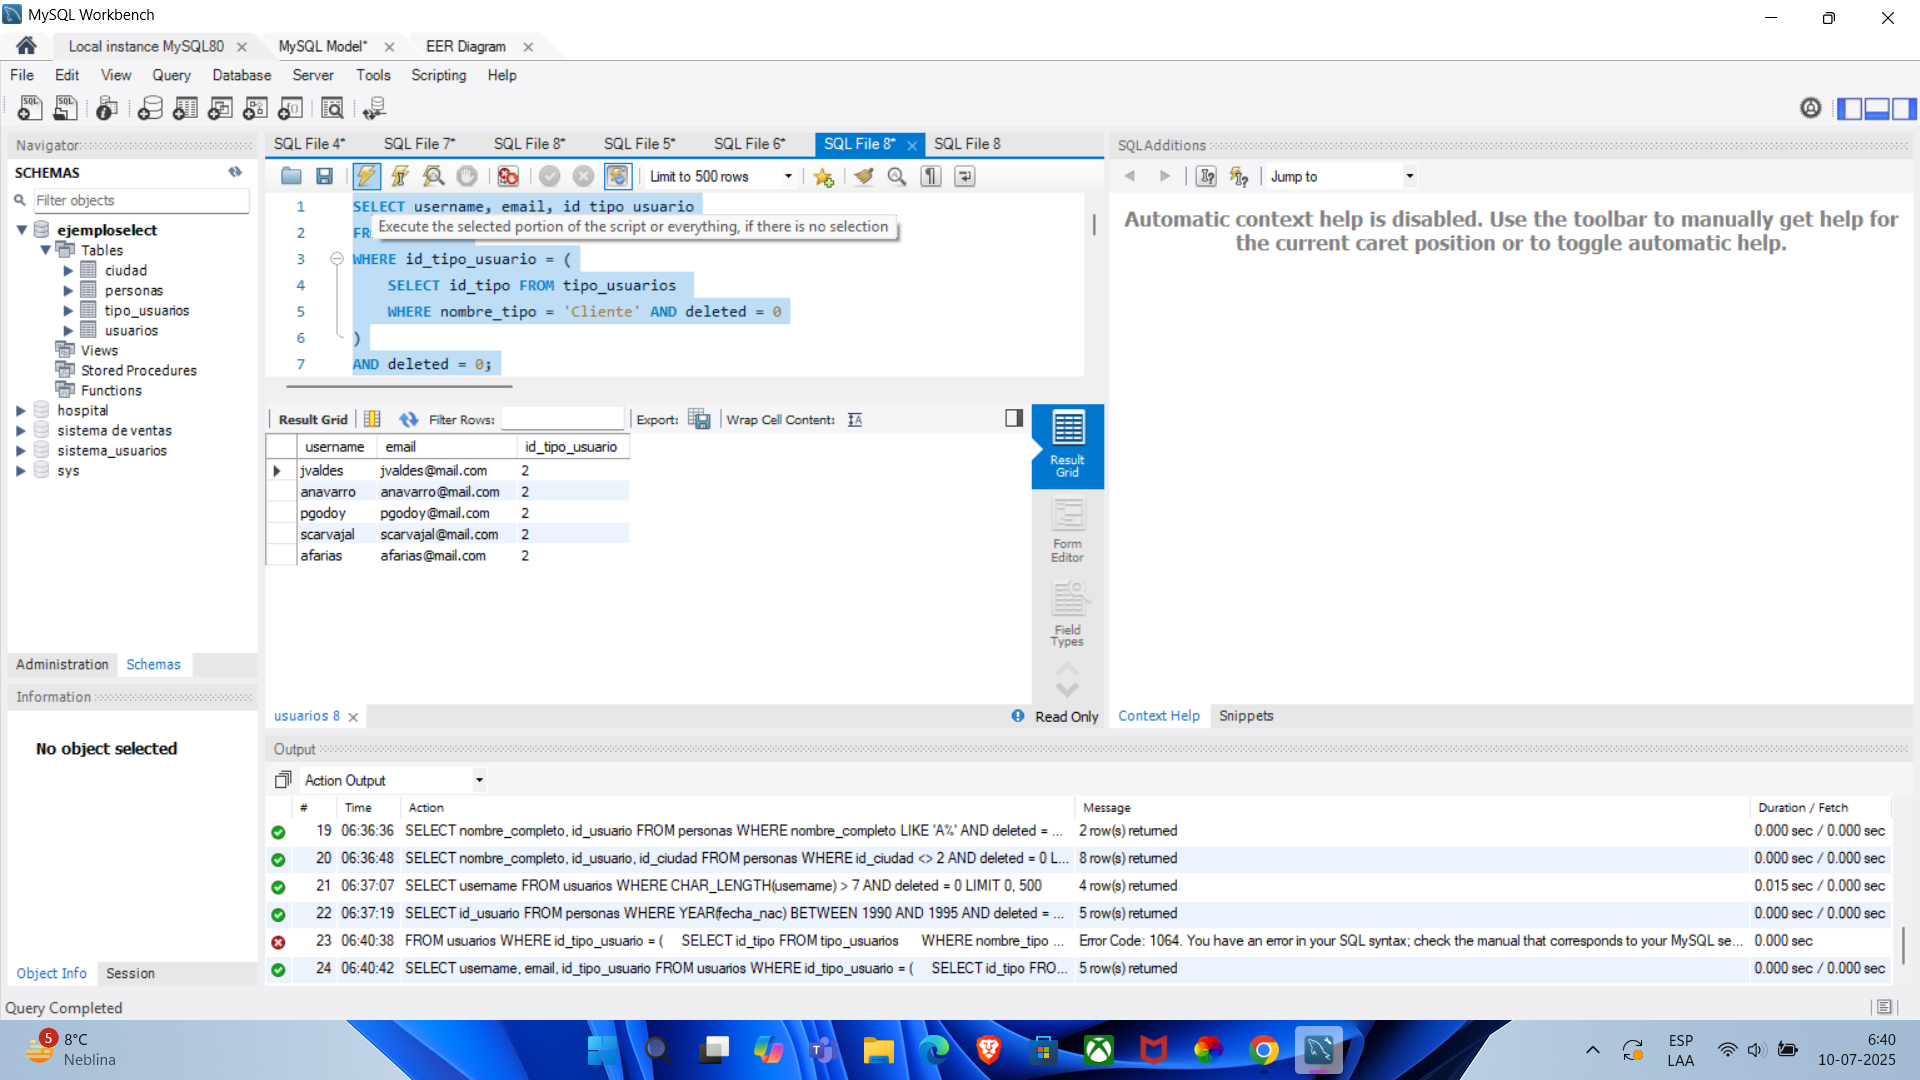 MySQL Workbench
Local instance MySQL80
MySQL Model*
EER Diagram
File Edit View Query Database Server Tools Scripting Help
Navigator
SCHEMAS
Filter objects
ejemploselect
Tables
ciudad
personas
tipo_usuarios
usuarios
Views
Stored Procedures
Functions
hospital
sistema de ventas
sistema_usuarios
sys
Administration Schemas
Information
No object selected
Object Info Session
Query Completed
SQL File 4* SQL File 7* SQL File 8* SQL File 5* SQL File 6* SQL File 8* SQL File 8
Limit to 500 rows
1 SELECT username, email, id tipo usuario
Execute the selected portion of the script or everything, if there is no selection
2 FR
3 WHERE id_tipo_usuario = (
4 SELECT id_tipo FROM tipo_usuarios
5 WHERE nombre_tipo = 'Cliente' AND deleted = 0
6 )
7 AND deleted = 0;
Result Grid Filter Rows: Export: Wrap Cell Content:
username email id_tipo_usuario
jvaldes jvaldes@mail.com 2
anavarro anavarro@mail.com 2
pgodoy pgodoy@mail.com 2
scarvajal scarvajal@mail.com 2
afarias afarias@mail.com 2
Result
Grid
Form
Editor
Field
Types
usuarios 8
Read Only
SQLAdditions
Jump to
Automatic context help is disabled. Use the toolbar to manually get help for
the current caret position or to toggle automatic help.
Context Help Snippets
Output
Action Output
# Time Action Message Duration / Fetch
19 06:36:36 SELECT nombre_completo, id_usuario FROM personas WHERE nombre_completo LIKE 'A%' AND deleted = ... 2 row(s) returned 0.000 sec / 0.000 sec
20 06:36:48 SELECT nombre_completo, id_usuario, id_ciudad FROM personas WHERE id_ciudad <> 2 AND deleted = 0 L... 8 row(s) returned 0.000 sec / 0.000 sec
21 06:37:07 SELECT username FROM usuarios WHERE CHAR_LENGTH(username) > 7 AND deleted = 0 LIMIT 0, 500 4 row(s) returned 0.015 sec / 0.000 sec
22 06:37:19 SELECT id_usuario FROM personas WHERE YEAR(fecha_nac) BETWEEN 1990 AND 1995 AND deleted = ... 5 row(s) returned 0.000 sec / 0.000 sec
23 06:40:38 FROM usuarios WHERE id_tipo_usuario = ( SELECT id_tipo FROM tipo_usuarios WHERE nombre_tipo ... Error Code: 1064. You have an error in your SQL syntax; check the manual that corresponds to your MySQL se... 0.000 sec
24 06:40:42 SELECT username, email, id_tipo_usuario FROM usuarios WHERE id_tipo_usuario = ( SELECT id_tipo FRO... 5 row(s) returned 0.000 sec / 0.000 sec
5
8°C
Neblina
ESP
LAA
6:40
10-07-2025